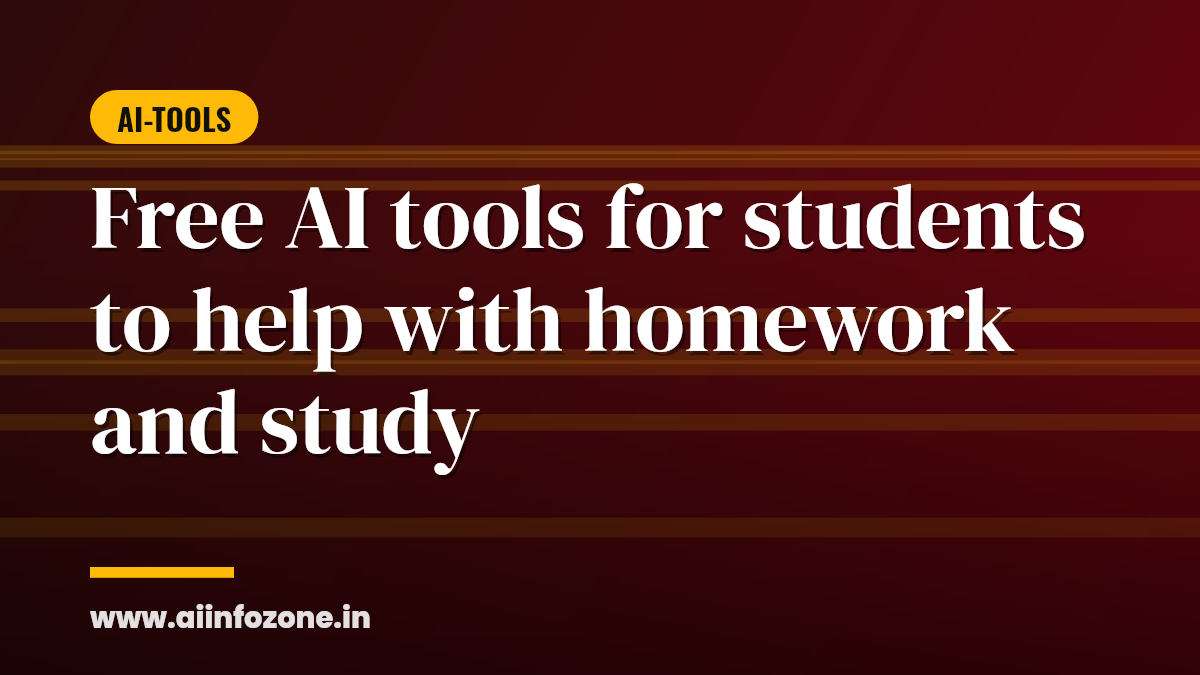 AI-TOOLS
Free AI tools for students
to help with homework
and study
www.aiinfozone.in